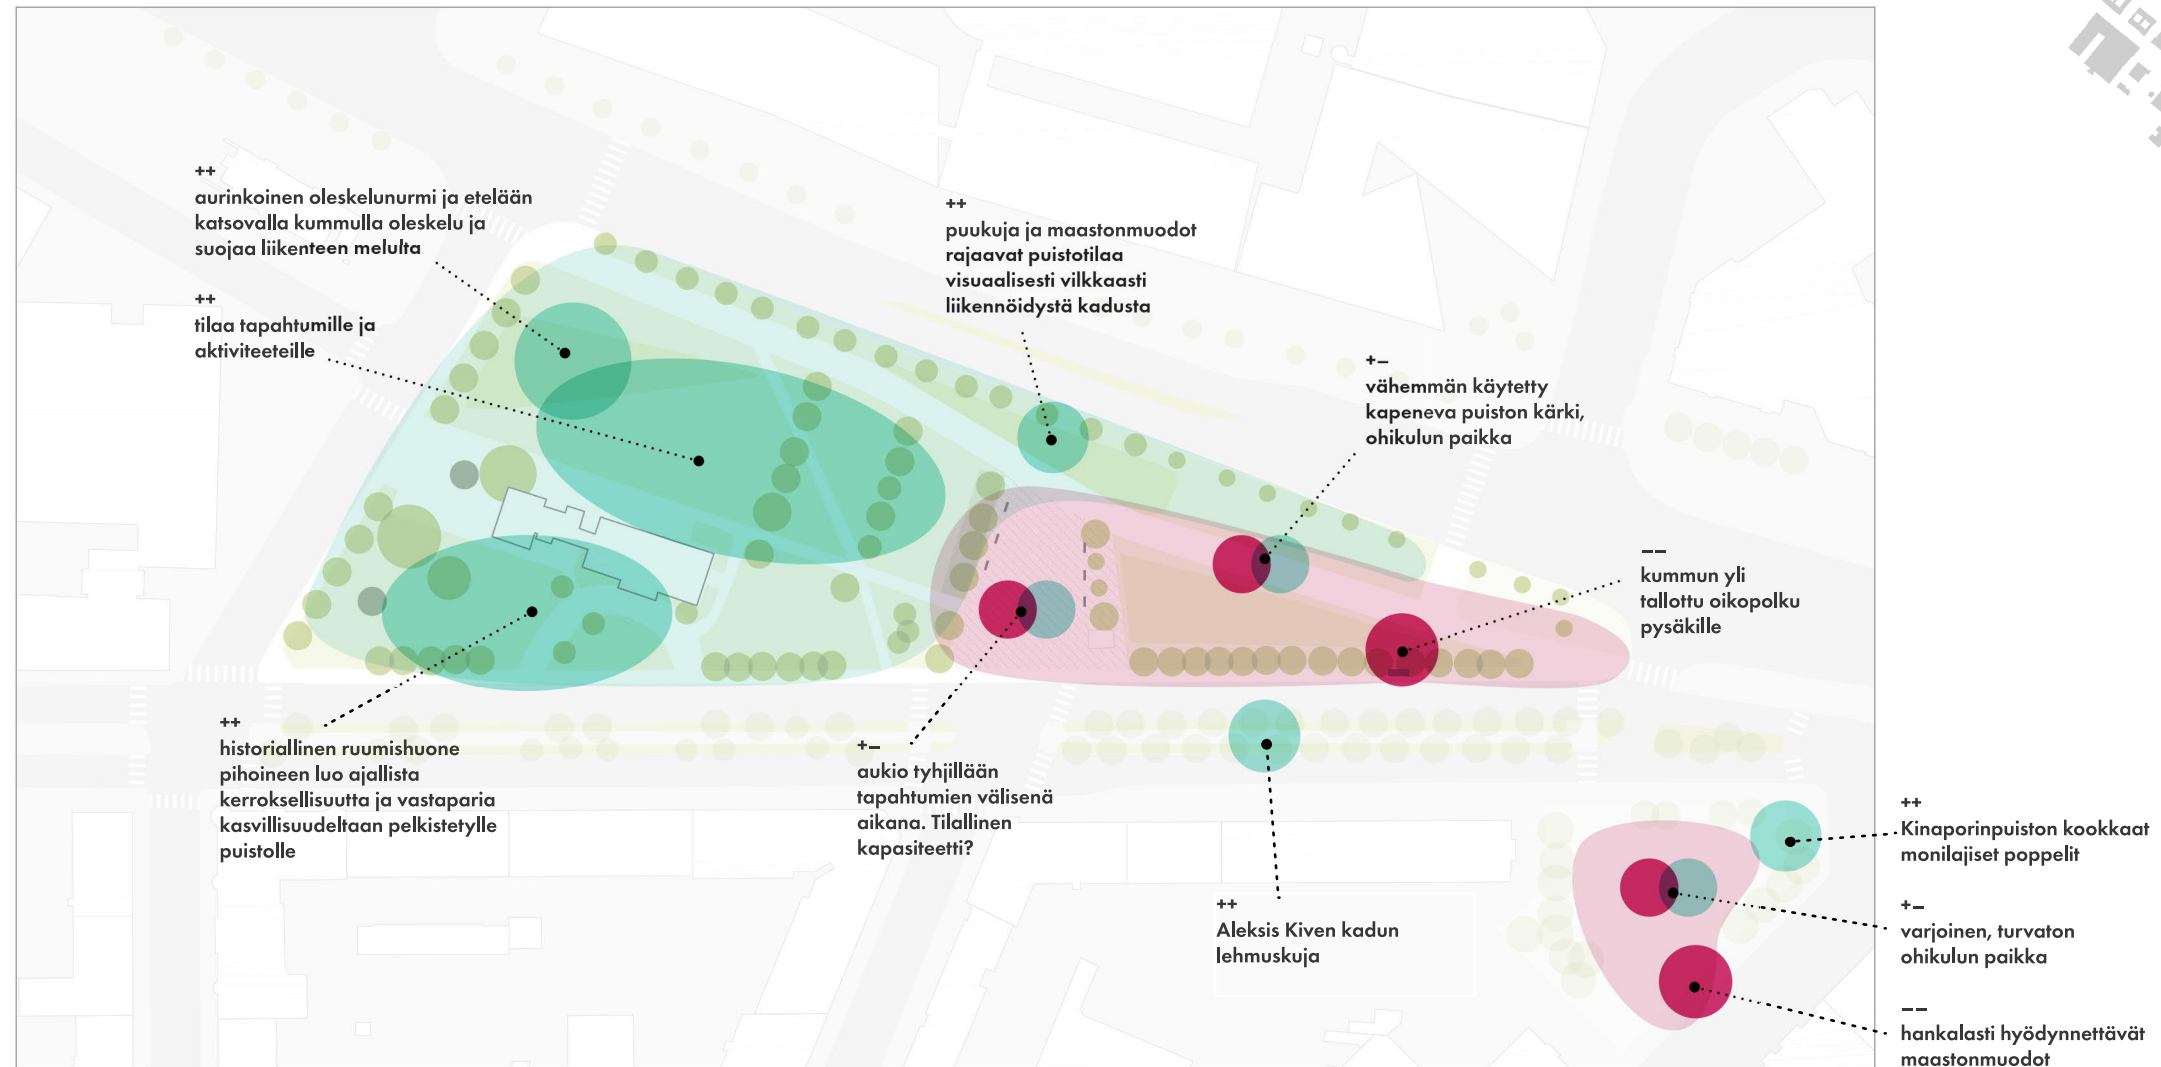 ++
aurinkoinen oleskelunurmi ja etelään
katsovalla kummulla oleskelu ja
suojaa liikenteen melulta
++
tilaa tapahtumille ja
aktiviteeteille
++
puukuja ja maastonmuodot
rajaavat puistotilaa
visuaalisesti vilkkaasti
liikennöidystä kadusta
+–
vähemmän käytetty
kapeneva puiston kärki,
ohikulun paikka
––
kummun yli
tallottu oikopolku
pysäkille
++
historiallinen ruumishuone
pihoineen luo ajallista
kerroksellisuutta ja vastaparia
kasvillisuudeltaan pelkistetylle
puistolle
+–
aukio tyhjillään
tapahtumien välisenä
aikana. Tilallinen
kapasiteetti?
++
Aleksis Kiven kadun
lehmuskuja
++
Kinaporinpuiston kookkaat
monilajiset poppelit
+–
varjoinen, turvaton
ohikulun paikka
––
hankalasti hyödynnettävät
maastonmuodot